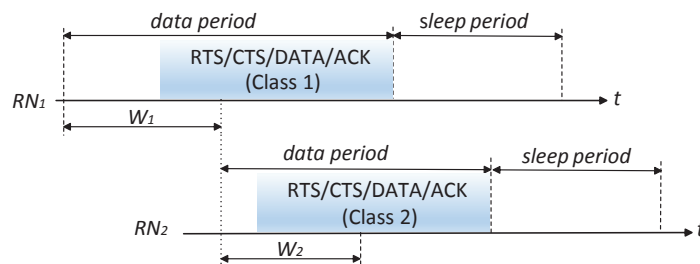 data period sleep period
RTS/CTS/DATA/ACK
(Class 1)
RN1 t
W1
data period sleep period
RTS/CTS/DATA/ACK
(Class 2)
RN2 t
W2